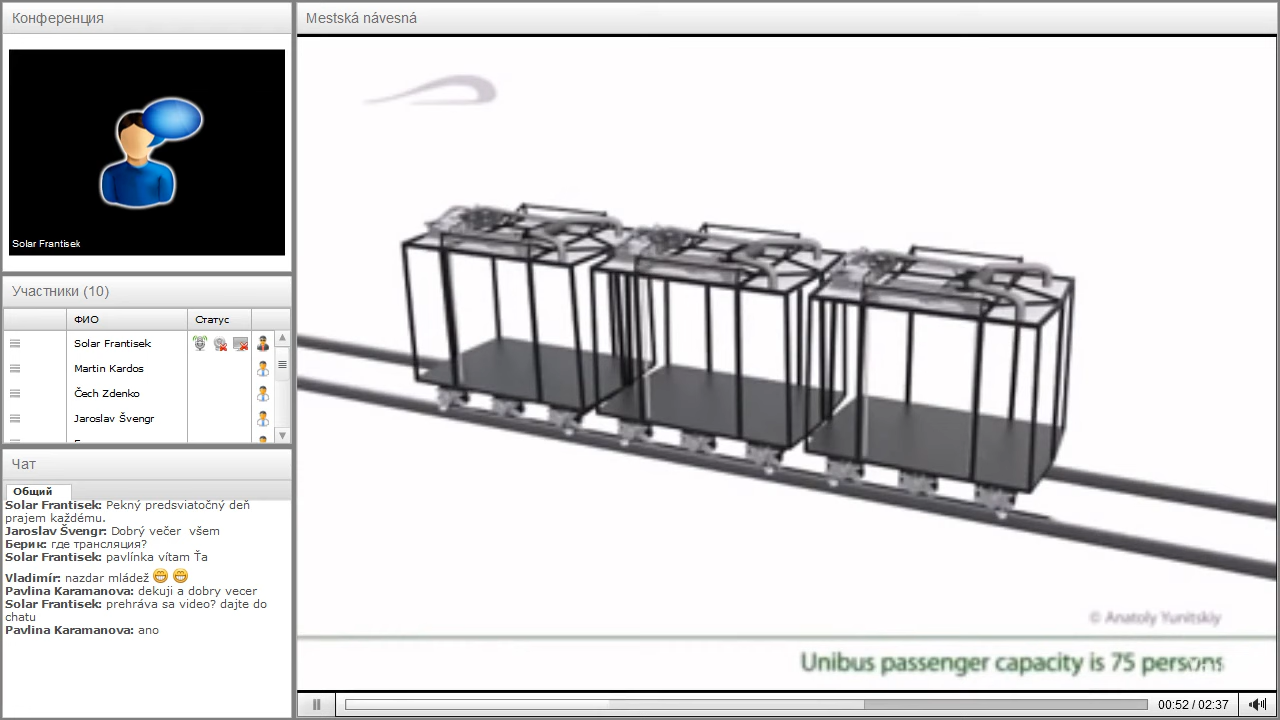 Конференция
Solar Frantisek
Участники (10)
ФИО Статус
Solar Frantisek
Martin Kardos
Čech Zdenko
Jaroslav Švengr
Чат
Общий
Solar Frantisek: Pekný predsviatočný deň
prajem každému.
Jaroslav Švengr: Dobrý večer všem
Берик: где трансляция?
Solar Frantisek: pavlínka vítam Ťa
Vladimír: nazdar mládež
Pavlina Karamanova: dekuji a dobry vecer
Solar Frantisek: prehráva sa video? dajte do
chatu
Pavlina Karamanova: ano
Mestská návesná
© Anatoly Yunitskiy
Unibus passenger capacity is 75 persons
00:52 / 02:37